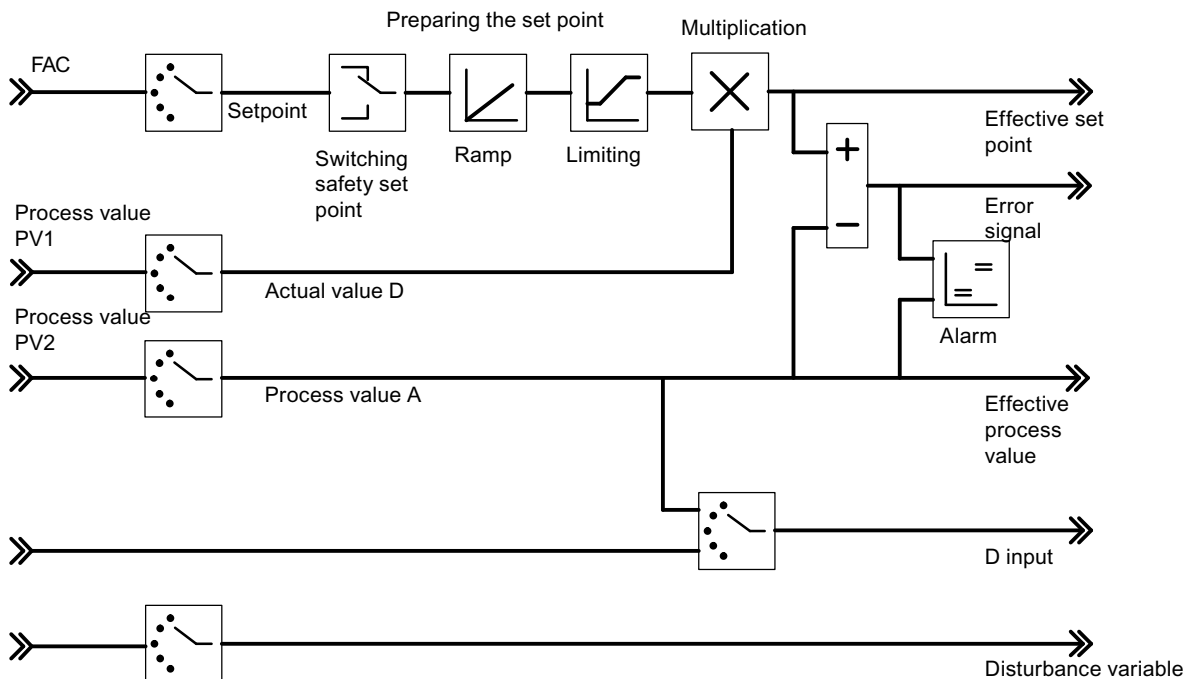 Preparing the set point
Multiplication
FAC
Setpoint
Switching
safety set
point
Ramp
Limiting
Effective set
point
Error
signal
Process value
PV1
Actual value D
Alarm
Process value
PV2
Process value A
Effective
process
value
D input
Disturbance variable